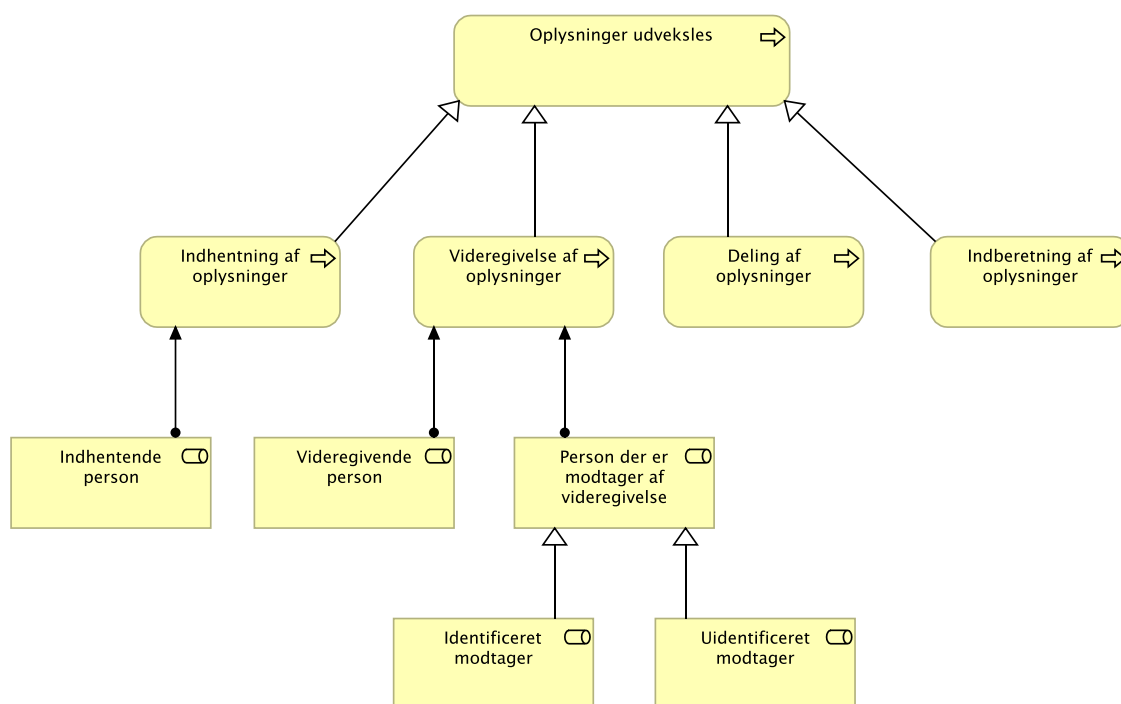 Oplysninger udveksles
Indhentning af
oplysninger
Videregivelse af
oplysninger
Deling af
oplysninger
Indberetning af
oplysninger
Indhentende
person
Videregivende
person
Person der er
modtager af
videregivelse
Identificeret
modtager
Uidentificeret
modtager